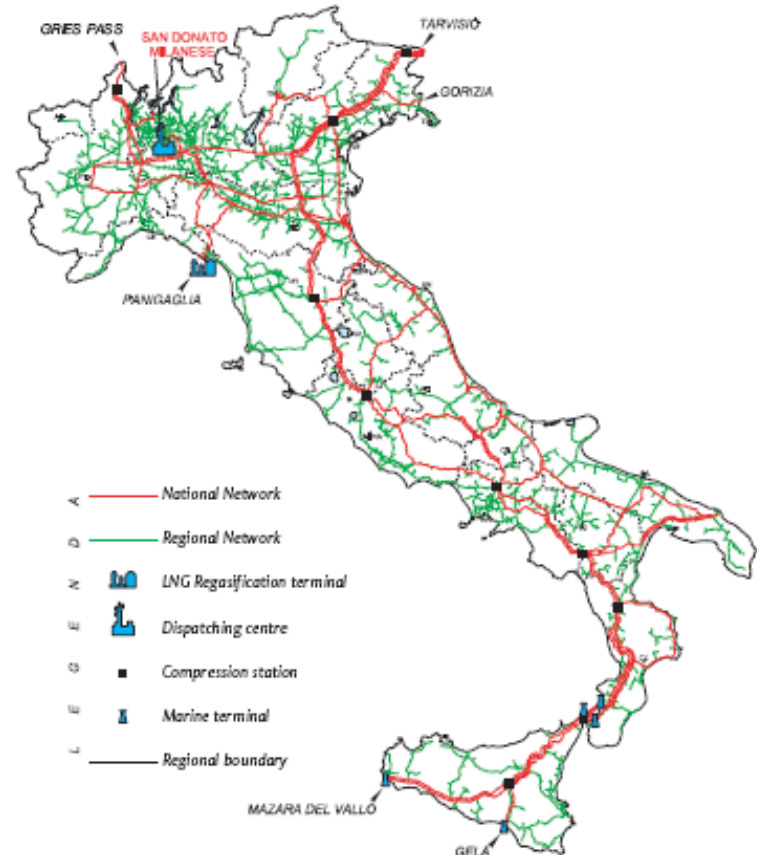 TARVISIO
GRIES PASS
SAN DONATO
MILANESE
GORIZIA
PANIGAGLIA
LEGENDA
National Network
Regional Network
LNG Regasification terminal
Dispatching centre
Compression station
Marine terminal
Regional boundary
MAZARA DEL VALLO
GELA